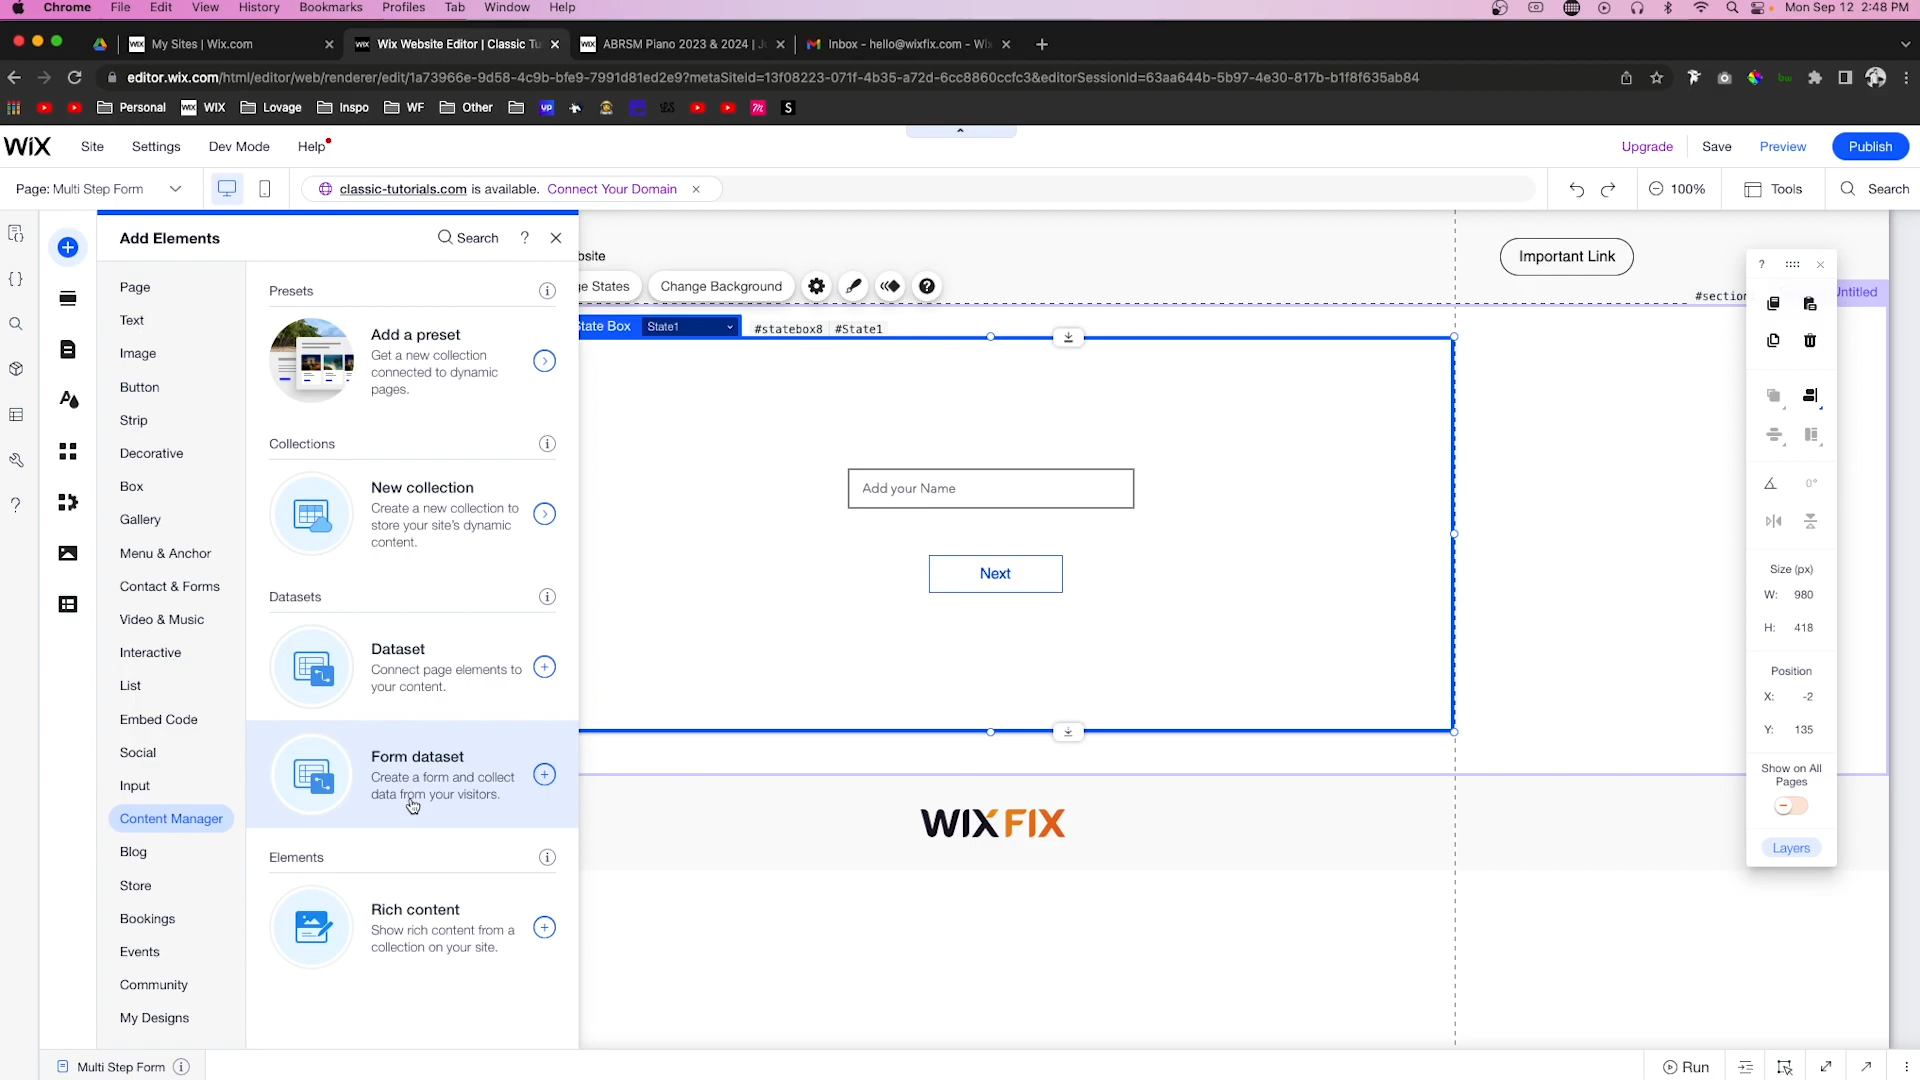 Chrome File Edit View History Bookmarks Profiles Tab Window Help Mon Sep 12 2:48 PM
My Sites | Wix.com Wix Website Editor | Classic Tu ABRSM Piano 2023 & 2024 | J Inbox - hello@wixfix.com - Wi
editor.wix.com/html/editor/web/renderer/edit/1a73966e-9d58-4c9b-bfe9-7991d81ed2e9?metaSiteId=13f08223-071f-4b35-a72d-6cc8860ccfc3&editorSessionId=63aa644b-5b97-4e30-817b-b1f8f635ab84
Personal WIX Lovage Inspo WF Other
WiX Site Settings Dev Mode Help Upgrade Save Preview Publish
Page: Multi Step Form classic-tutorials.com is available. Connect Your Domain 100% Tools Search
Add Elements Search ?
Page
Text
Image
Button
Strip
Decorative
Box
Gallery
Menu & Anchor
Contact & Forms
Video & Music
Interactive
List
Embed Code
Social
Input
Content Manager
Blog
Store
Bookings
Events
Community
My Designs
Presets
Add a preset
Get a new collection
connected to dynamic
pages.
Collections
New collection
Create a new collection to
store your site's dynamic
content.
Datasets
Dataset
Connect page elements to
your content.
Form dataset
Create a form and collect
data from your visitors.
Elements
Rich content
Show rich content from a
collection on your site.
bsite
Important Link
ge States Change Background
#section Untitled
State Box State1 #statebox8 #State1
Add your Name
Next
WIXFIX
?
0°
Size (px)
W: 980
H: 418
Position
X: -2
Y: 135
Show on All
Pages
Layers
Multi Step Form Run